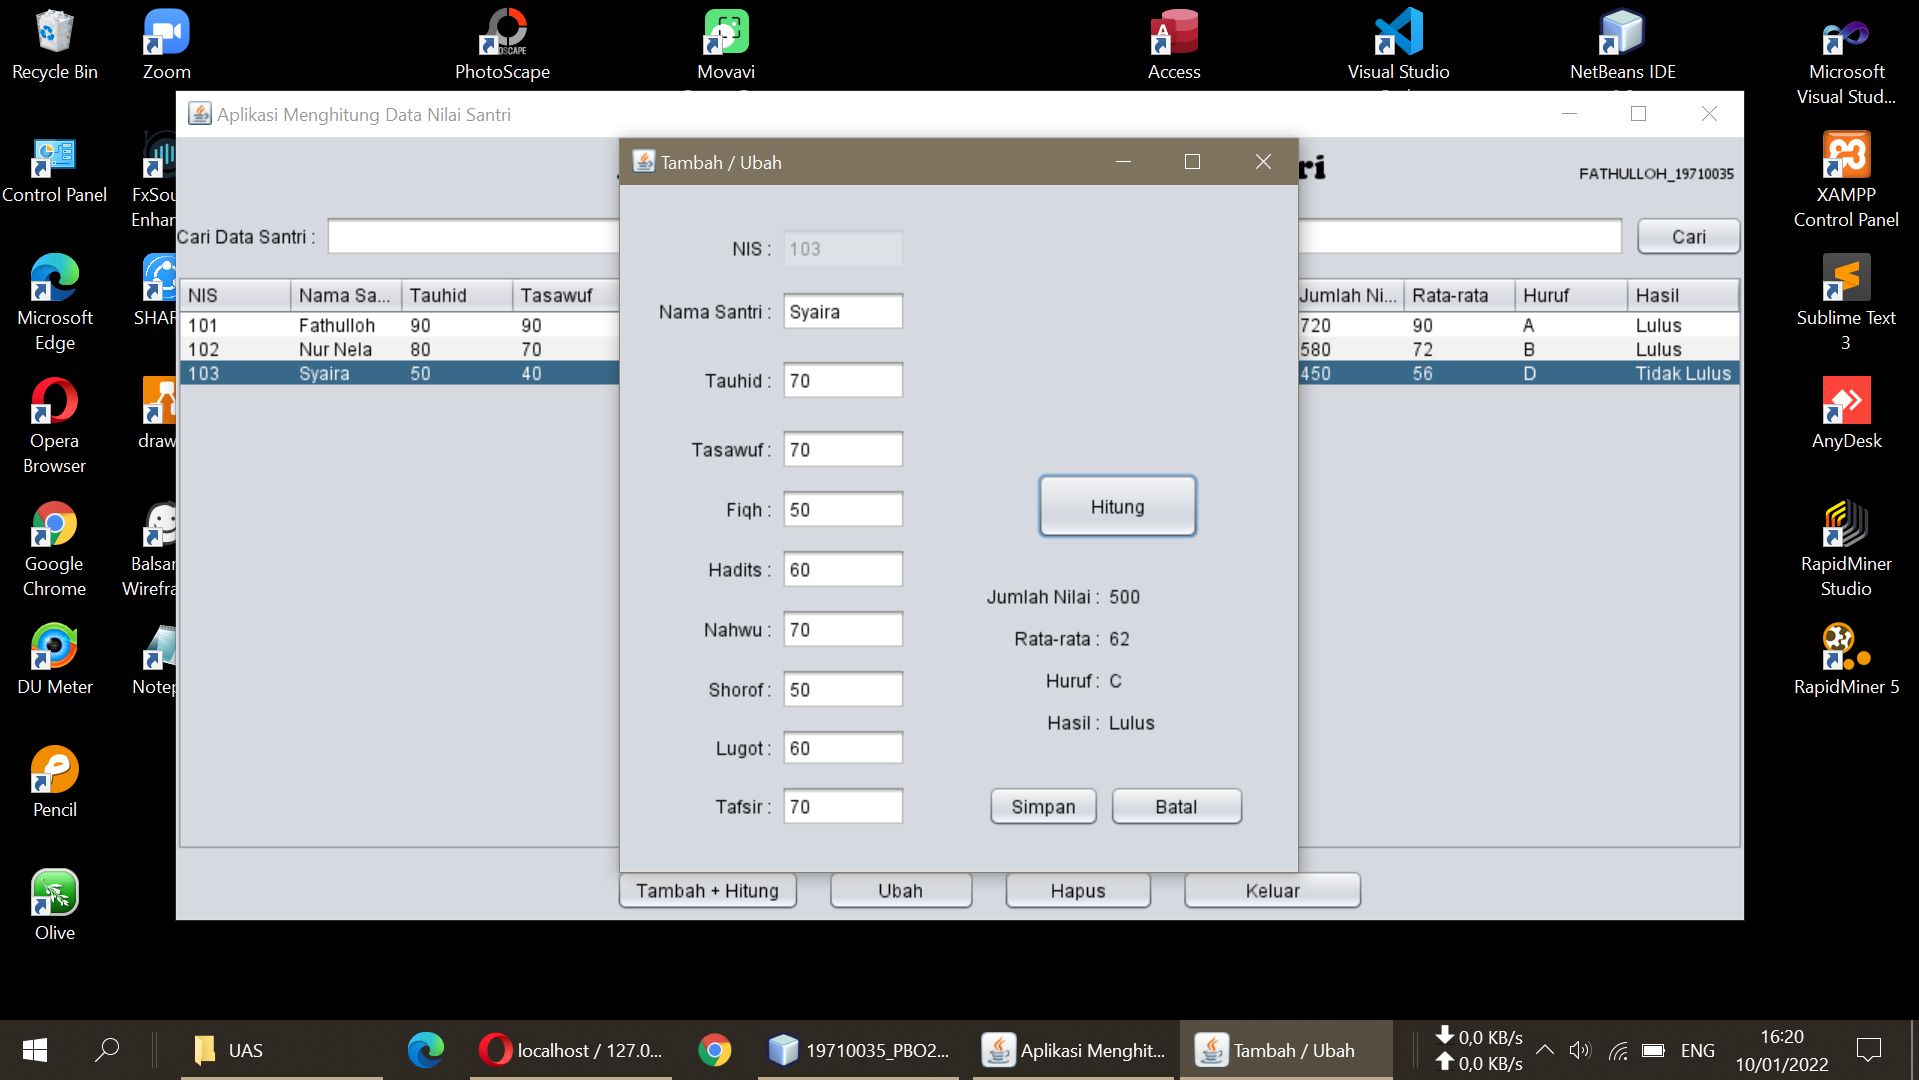 Recycle Bin
Zoom
PhotoScape
Movavi
Access
Visual Studio
NetBeans IDE
Microsoft
Visual Stud...
Aplikasi Menghitung Data Nilai Santri
Tambah / Ubah
ri
FATHULLOH_19710035
Control Panel
FxSou
Enhan
XAMPP
Control Panel
Cari Data Santri :
Cari
NIS : 103
Nama Santri : Syaira
Tauhid : 70
Tasawuf : 70
Fiqh : 50
Hadits : 60
Nahwu : 70
Shorof : 50
Lugot : 60
Tafsir : 70
Hitung
Jumlah Nilai : 500
Rata-rata : 62
Huruf : C
Hasil : Lulus
Simpan
Batal
NIS Nama Sa... Tauhid Tasawuf Jumlah Ni... Rata-rata Huruf Hasil
101 Fathulloh 90 90 720 90 A Lulus
102 Nur Nela 80 70 580 72 B Lulus
103 Syaira 50 40 450 56 D Tidak Lulus
Microsoft
Edge
SHAR
Sublime Text
3
Opera
Browser
draw
AnyDesk
Google
Chrome
Balsan
Wirefra
RapidMiner
Studio
DU Meter
Notep
RapidMiner 5
Pencil
Olive
Tambah + Hitung
Ubah
Hapus
Keluar
UAS
localhost / 127.0...
19710035_PBO2...
Aplikasi Menghit...
Tambah / Ubah
0,0 KB/s
0,0 KB/s
ENG
16:20
10/01/2022